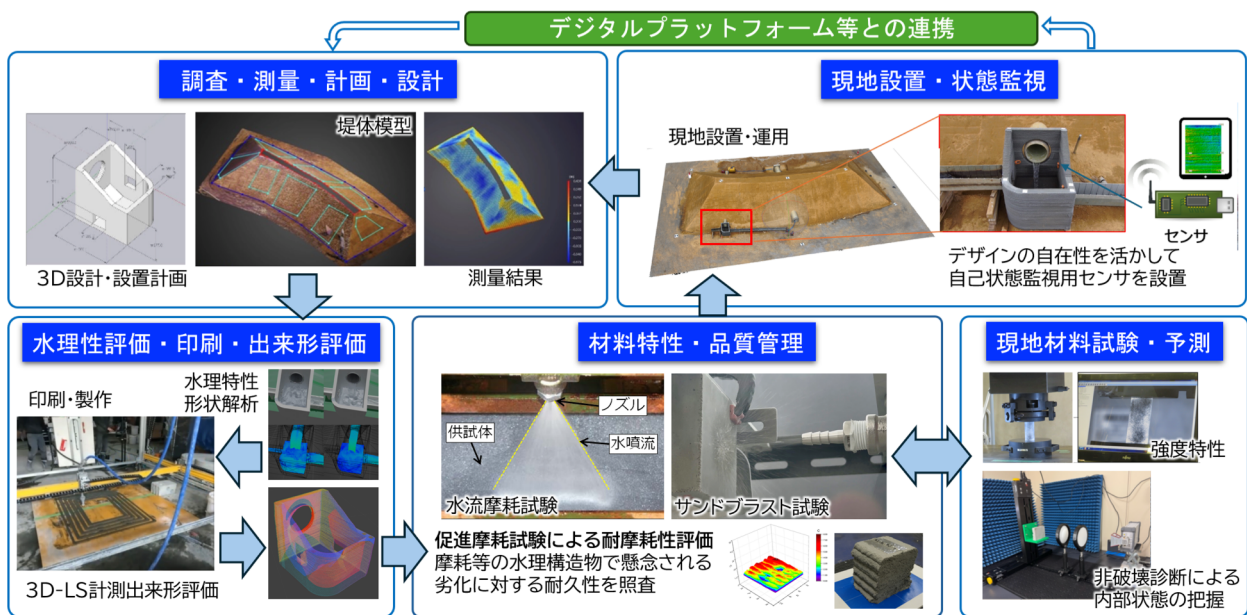 デジタルプラットフォーム等との連携
調査・測量・計画・設計
堤体模型
3D設計・設置計画
測量結果
現地設置・状態監視
現地設置・運用
センサ
デザインの自在性を活かして
自己状態監視用センサを設置
水理性評価・印刷・出来形評価
印刷・製作
水理特性
形状解析
3D-LS計測出来形評価
材料特性・品質管理
ノズル
供試体
水噴流
水流摩耗試験
サンドブラスト試験
促進摩耗試験による耐摩耗性評価
摩耗等の水理構造物で懸念される
劣化に対する耐久性を照査
現地材料試験・予測
強度特性
非破壊診断による
内部状態の把握